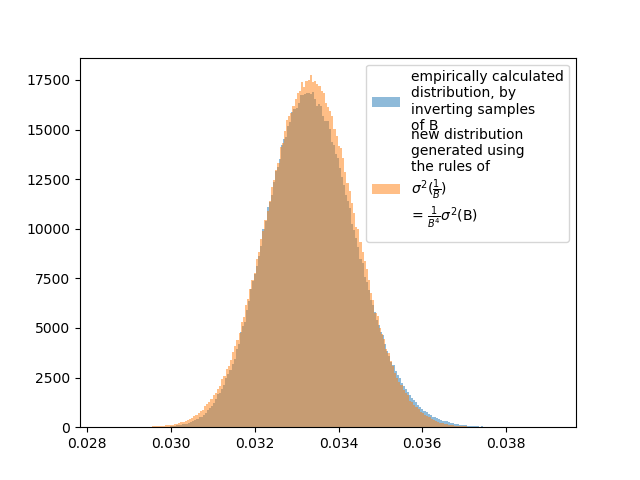 17500
15000
12500
10000
7500
5000
2500
0
0.028 0.030 0.032 0.034 0.036 0.038
empirically calculated
distribution, by
inverting samples
of B
new distribution
generated using
the rules of
σ²(1/B)
= 1/B⁴ σ²(B)